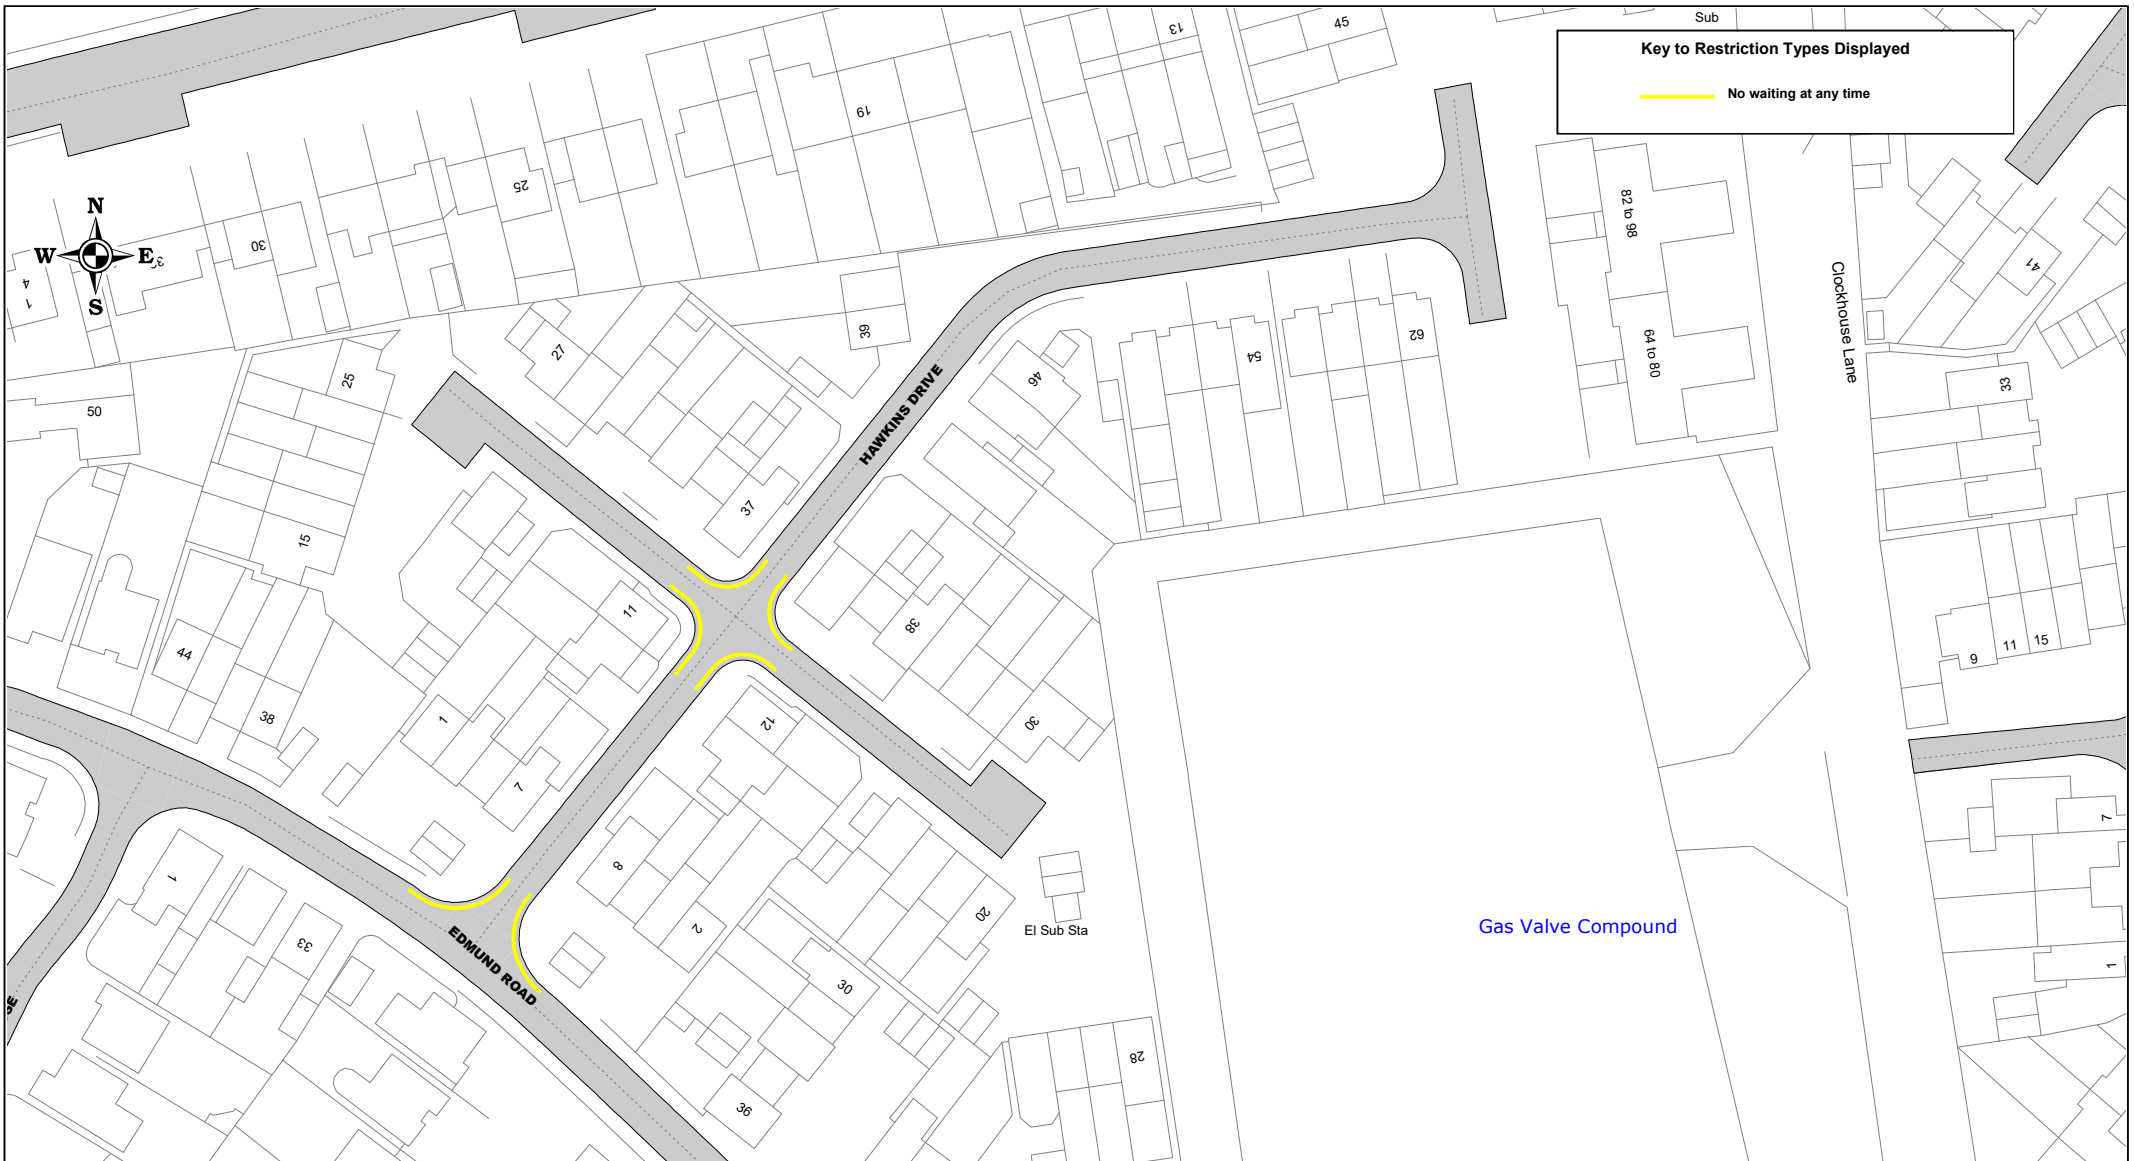 Sub
45
13
19
Key to Restriction Types Displayed
No waiting at any time
25
30
N
W
E
S
1
4
82 to 98
41
Clockhouse Lane
27
39
62
54
64 to 80
46
25
50
HAWKINS DRIVE
33
37
15
11
38
44
9
11
15
38
1
12
30
7
7
8
1
2
20
33
El Sub Sta
Gas Valve Compound
EDMUND ROAD
30
1
28
36